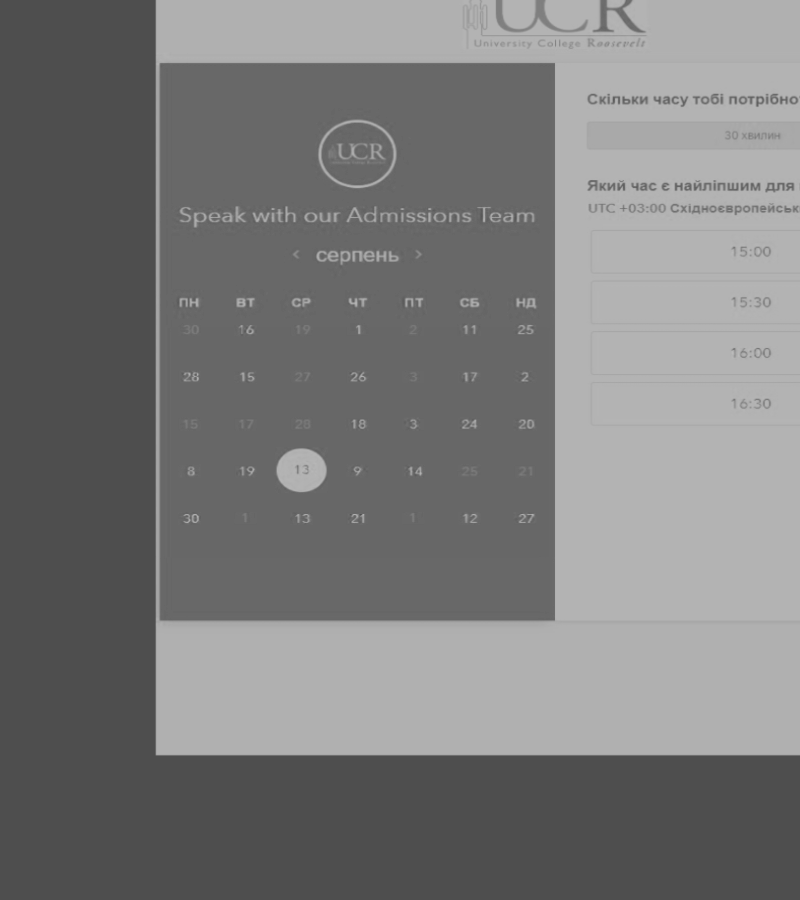 UCR
University College Roosevelt
UCR
Speak with our Admissions Team
‹ серпень ›
ПН ВТ СР ЧТ ПТ СБ НД
30 16 19 1 2 11 25
28 15 27 26 3 17 2
15 17 28 18 3 24 20
8 19 13 9 14 25 21
30 1 13 21 1 12 27
Скільки часу тобі потрібно
30 хвилин
Який час є найліпшим для
UTC +03:00 Східноєвропейськ
15:00
15:30
16:00
16:30